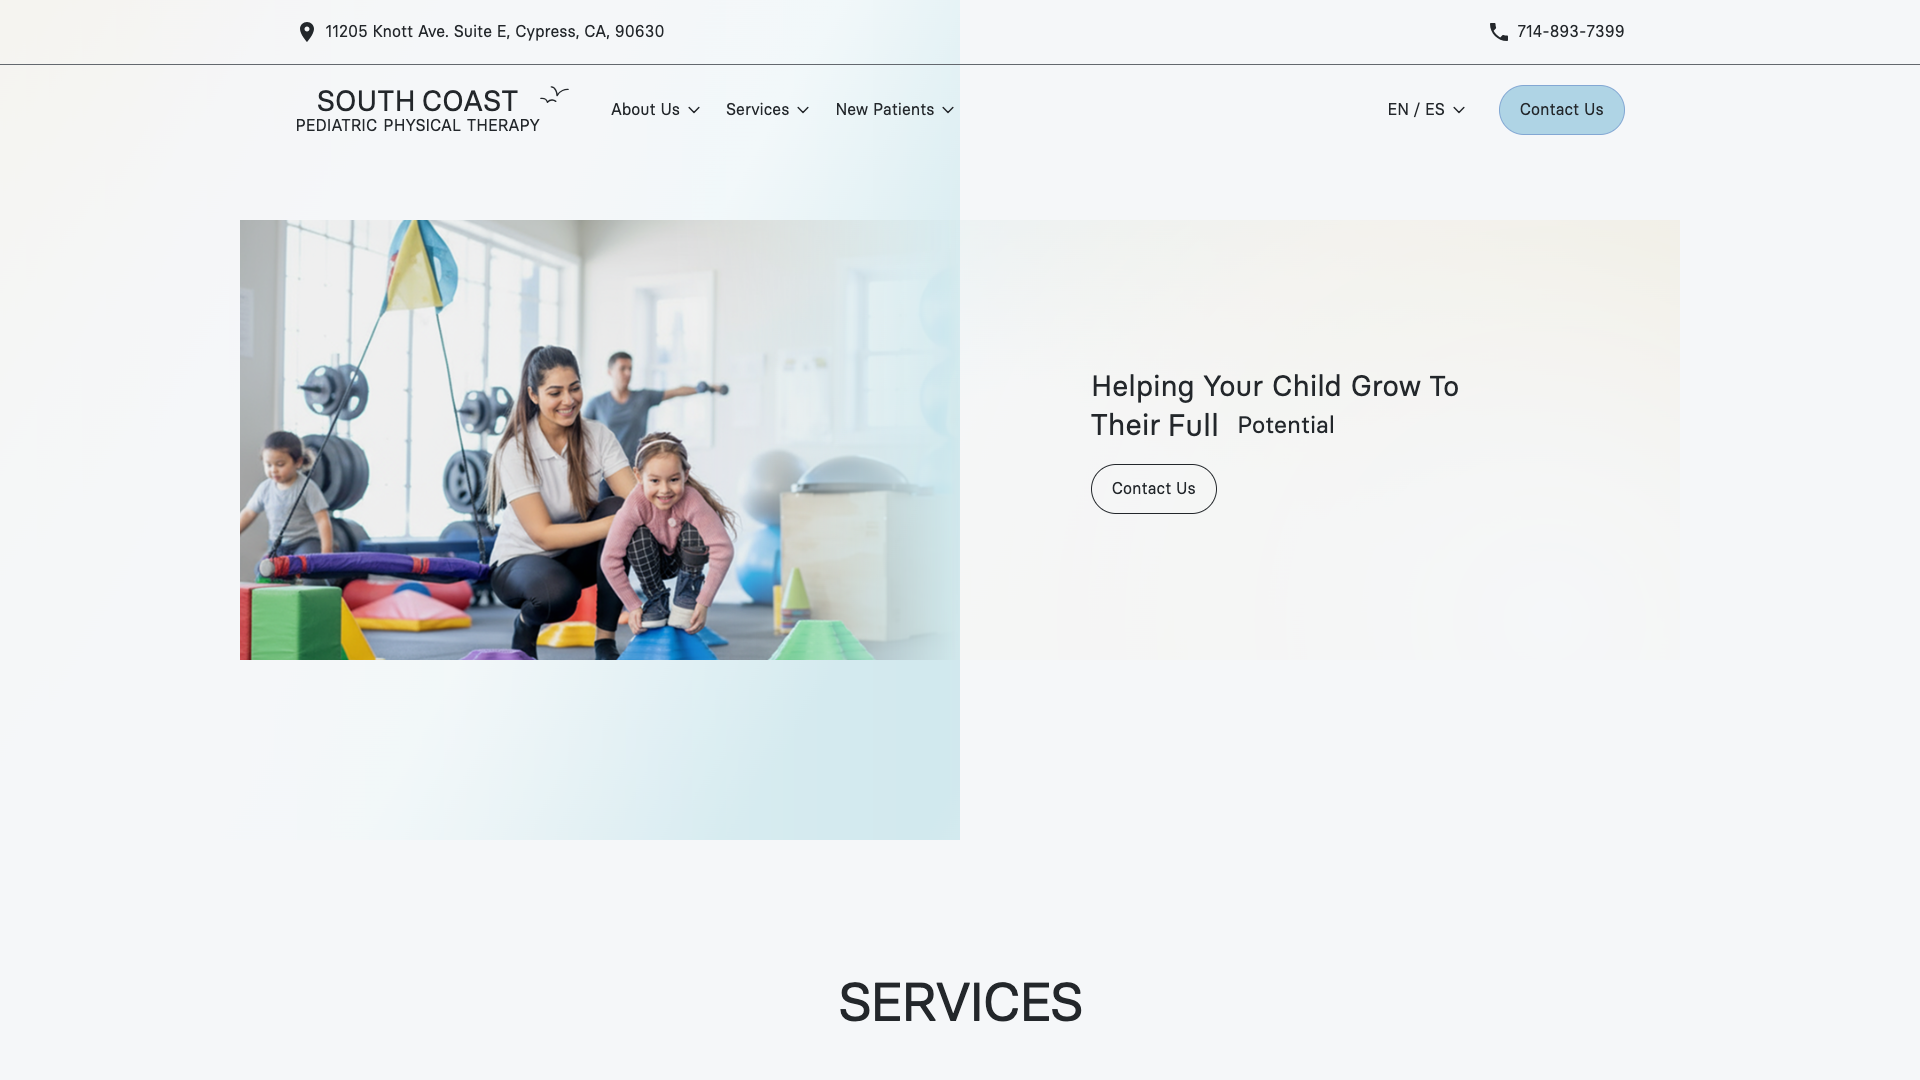 11205 Knott Ave. Suite E, Cypress, CA, 90630
714-893-7399
SOUTH COAST
PEDIATRIC PHYSICAL THERAPY
About Us
Services
New Patients
EN / ES
Contact Us
Helping Your Child Grow To
Their Full Potential
Contact Us
SERVICES